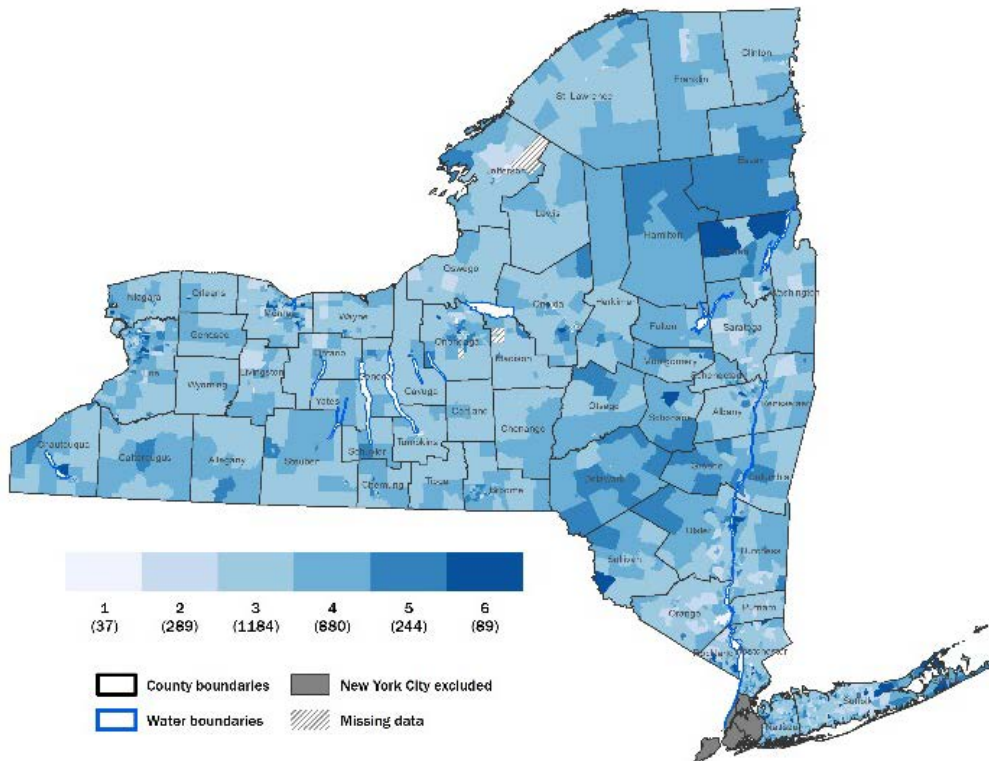 Clinton
Franklin
St. Lawrence
Essex
Jefferson
Lewis
Hamilton
Warren
Oswego
Washington
Oneida
Herkimer
Niagara
Orleans
Monroe
Wayne
Fulton
Saratoga
Genesee
Onondaga
Madison
Ontario
Montgomery
Schenectady
Erie
Wyoming
Livingston
Seneca
Cayuga
Otsego
Schoharie
Albany
Rensselaer
Yates
Cortland
Chenango
Chautauqua
Cattaraugus
Allegany
Steuben
Schuyler
Tompkins
Greene
Columbia
Chemung
Tioga
Broome
Delaware
Ulster
Dutchess
Sullivan
Orange
Putnam
Rockland
Westchester
Suffolk
Nassau
1 2 3 4 5 6
(37) (289) (1184) (880) (244) (89)
County boundaries
New York City excluded
Water boundaries
Missing data